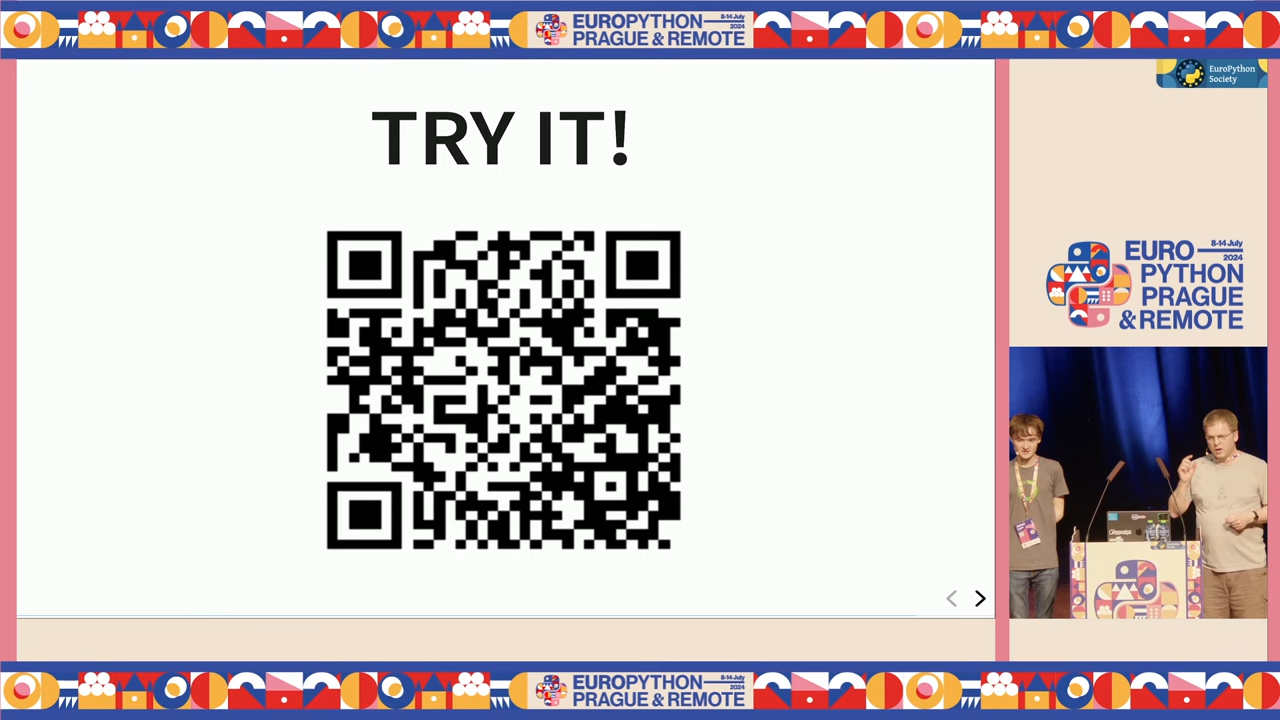 EUROPYTHON
8-14 July
2024
PRAGUE & REMOTE
EuroPython
Society
TRY IT!
EURO
8-14 July
2024
PYTHON
PRAGUE
& REMOTE
EUROPYTHON
8-14 July
2024
PRAGUE & REMOTE